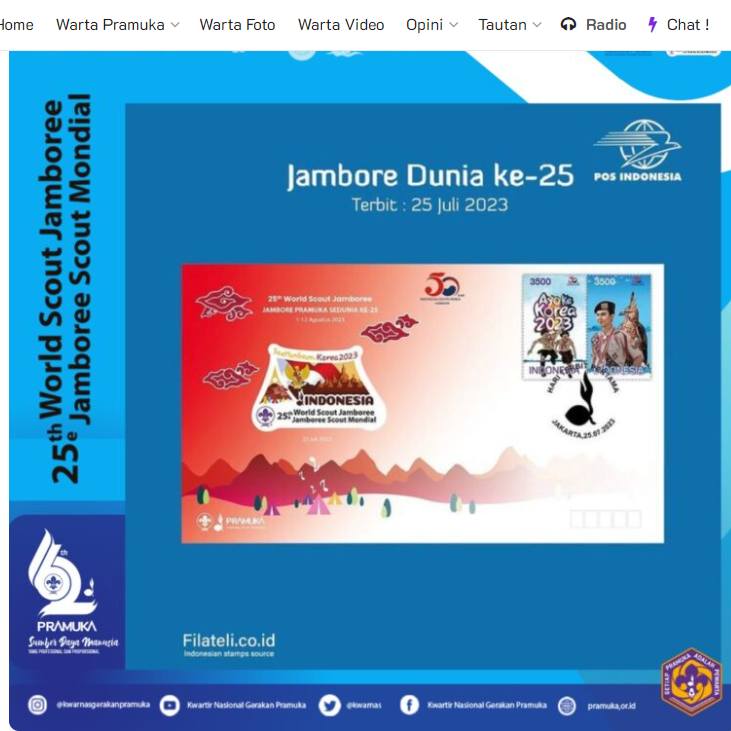 Home
Warta Pramuka
Warta Foto
Warta Video
Opini
Tautan
Radio
Chat !
25th World Scout Jamboree
25e Jamboree Scout Mondial
POS INDONESIA
Jambore Dunia ke-25
Terbit : 25 Juli 2023
25th World Scout Jamboree
JAMBORE PRAMUKA SEDUNIA KE-25
1-12 Agustus 2023
50
3500
3500
Ayo ke
Korea
2023
INDONESIA
INDONESIA
HARI TERBIT PERTAMA
JAKARTA,25.07.2023
Korea2023
INDONESIA
25th World Scout Jamboree
Jamboree Scout Mondial
25 Juli 2023
PRAMUKA
62th
PRAMUKA
Sumber Daya Manusia
YANG PROFESIONAL DAN PROPORSIONAL
Filateli.co.id
Indonesian stamps source
SETIAP PRAMUKA ADALAH PEWARTA
@kwarnasgerakanpramuka
Kwartir Nasional Gerakan Pramuka
@kwarnas
Kwartir Nasional Gerakan Pramuka
pramuka.or.id